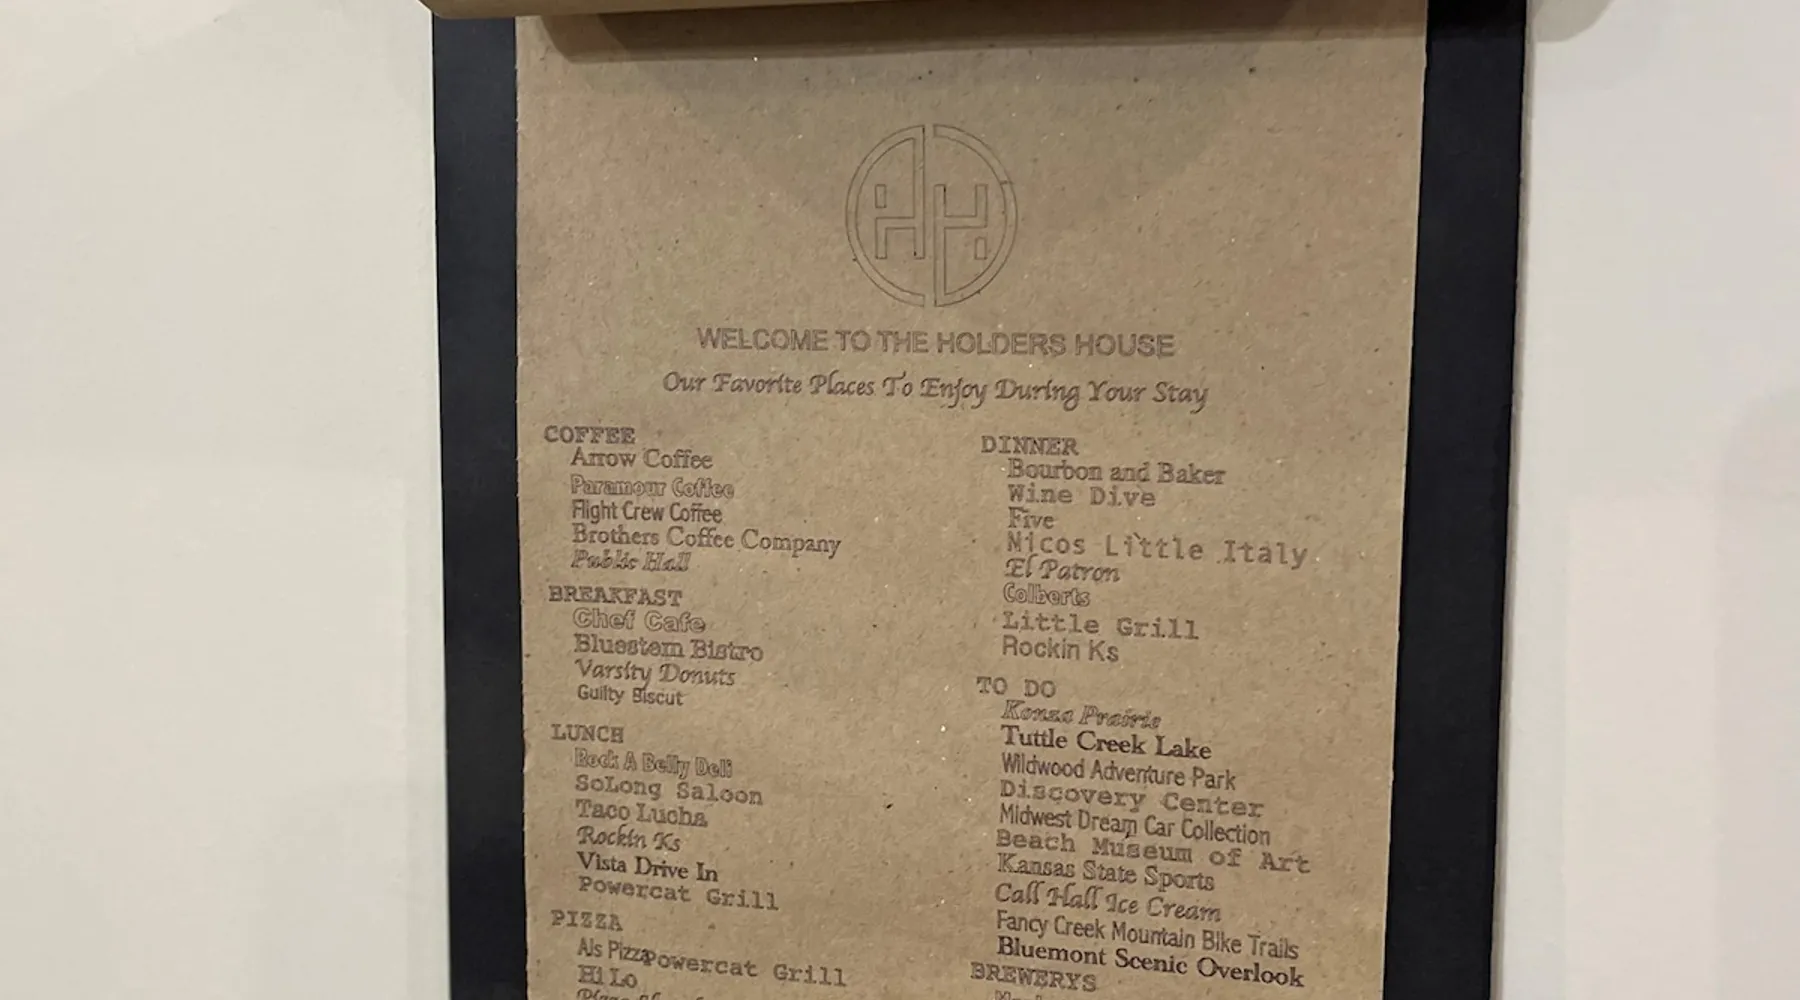 HH
WELCOME TO THE HOLDERS HOUSE
Our Favorite Places To Enjoy During Your Stay
COFFEE
Arrow Coffee
Paramour Coffee
Flight Crew Coffee
Brothers Coffee Company
Public Hall
BREAKFAST
Chef Cafe
Bluestem Bistro
Varsity Donuts
Guilty Biscut
LUNCH
Rock A Belly Deli
SoLong Saloon
Taco Lucha
Rockin Ks
Vista Drive In
Powercat Grill
PIZZA
Als Pizza
Powercat Grill
Hi Lo
DINNER
Bourbon and Baker
Wine Dive
Five
Nicos Little Italy
El Patron
Colberts
Little Grill
Rockin Ks
TO DO
Konza Prairie
Tuttle Creek Lake
Wildwood Adventure Park
Discovery Center
Midwest Dream Car Collection
Beach Museum of Art
Kansas State Sports
Call Hall Ice Cream
Fancy Creek Mountain Bike Trails
Bluemont Scenic Overlook
BREWERYS